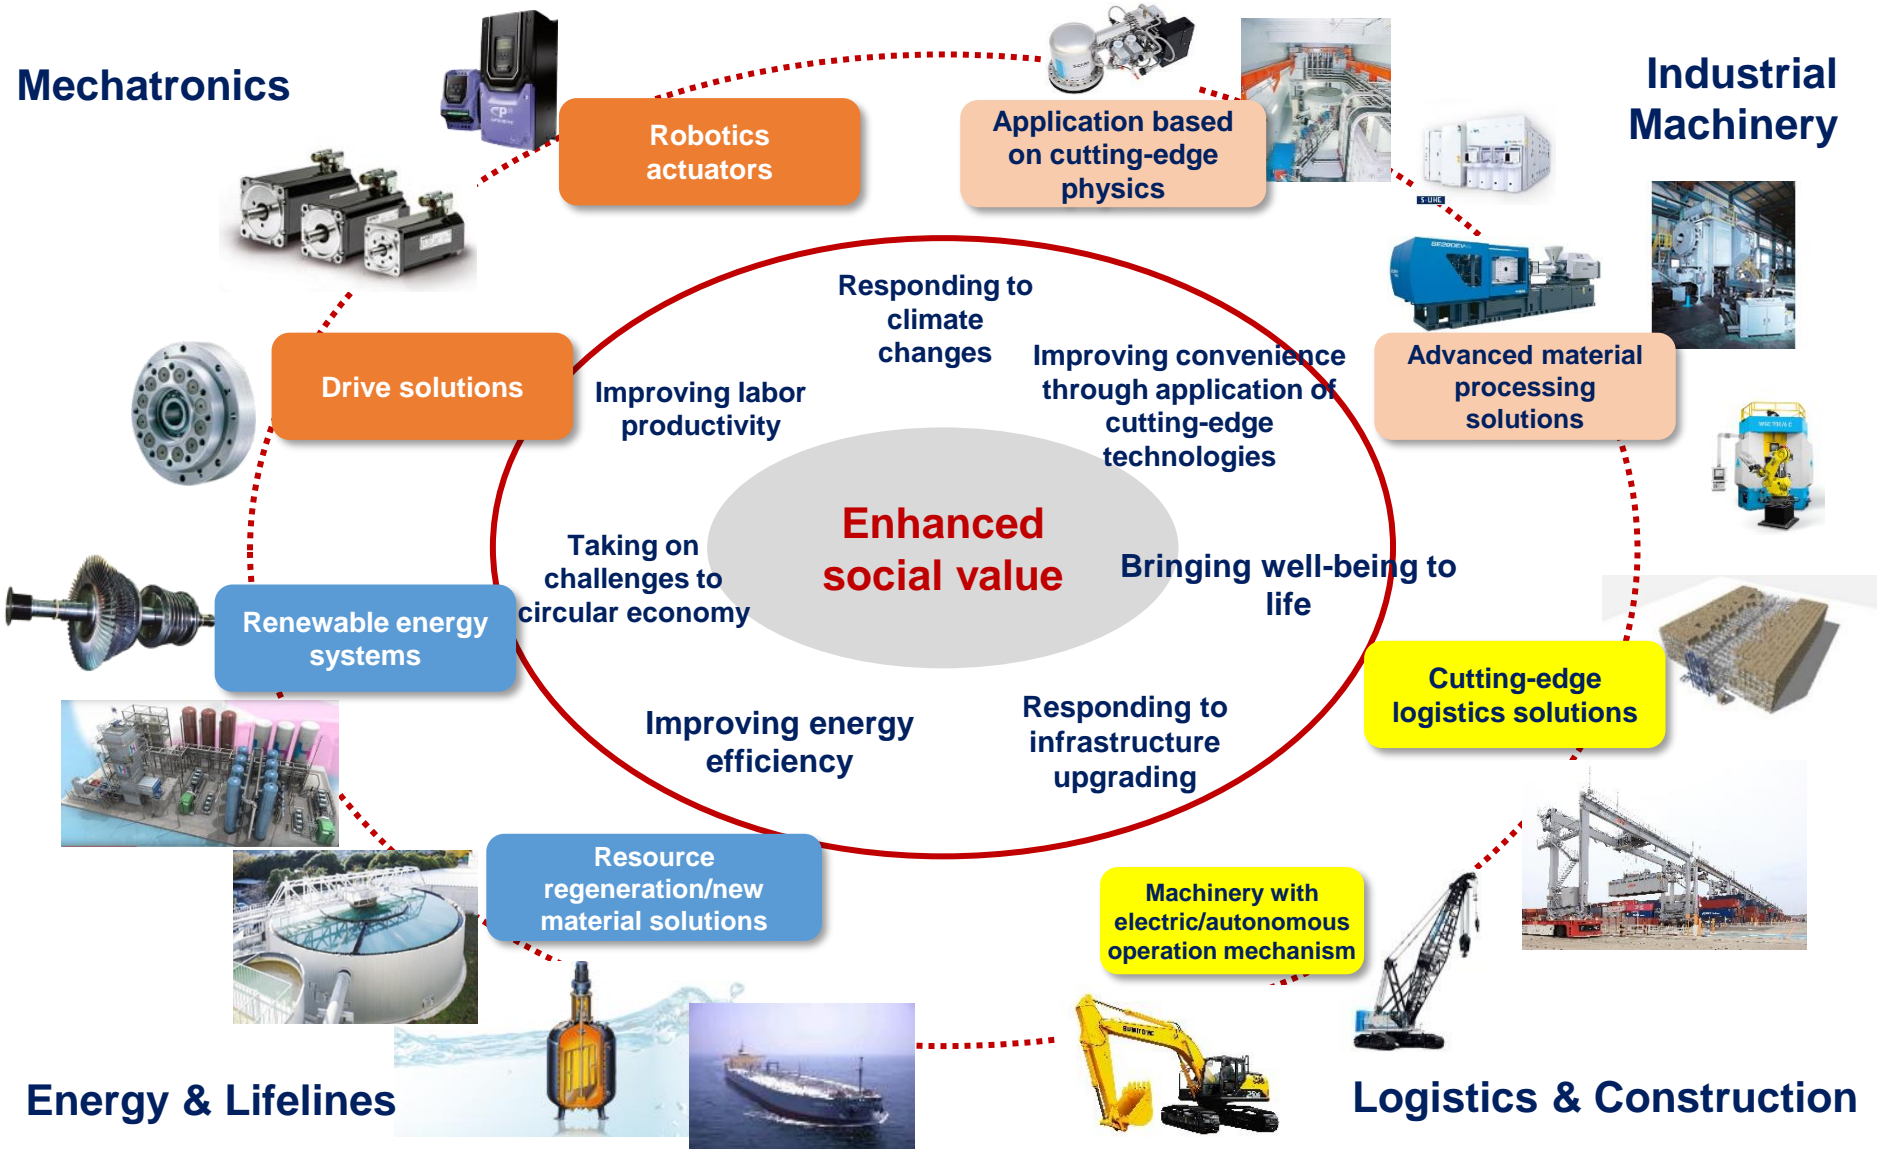 Mechatronics
Industrial
Machinery
Robotics
actuators
Application based
on cutting-edge
physics
S-UHE
SE280EV
Drive solutions
Advanced material
processing
solutions
Responding to
climate
changes
Improving convenience
through application of
cutting-edge
technologies
Improving labor
productivity
Enhanced
social value
Taking on
challenges to
circular economy
Bringing well-being to
life
Renewable energy
systems
Cutting-edge
logistics solutions
Improving energy
efficiency
Responding to
infrastructure
upgrading
Resource
regeneration/new
material solutions
Machinery with
electric/autonomous
operation mechanism
SUMITOMO
Energy & Lifelines
Logistics & Construction